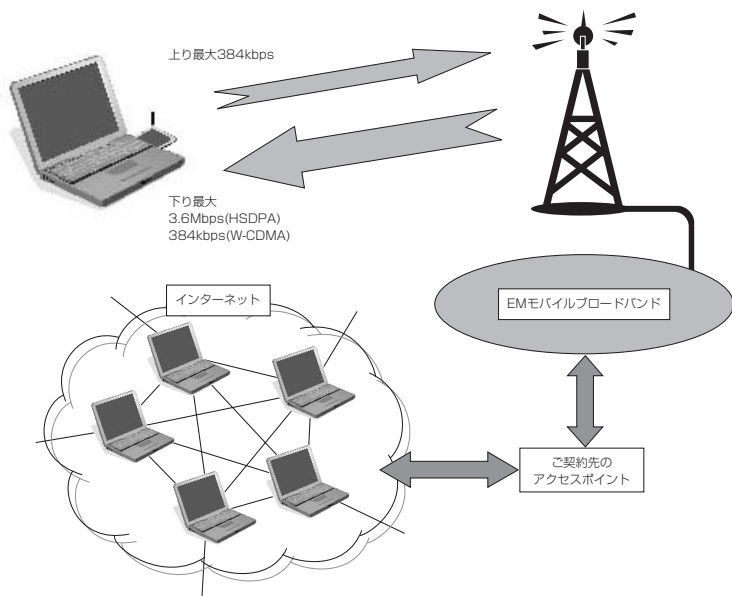 上り最大384kbps
下り最大
3.6Mbps(HSDPA)
384kbps(W-CDMA)
インターネット
EMモバイルブロードバンド
ご契約先の
アクセスポイント